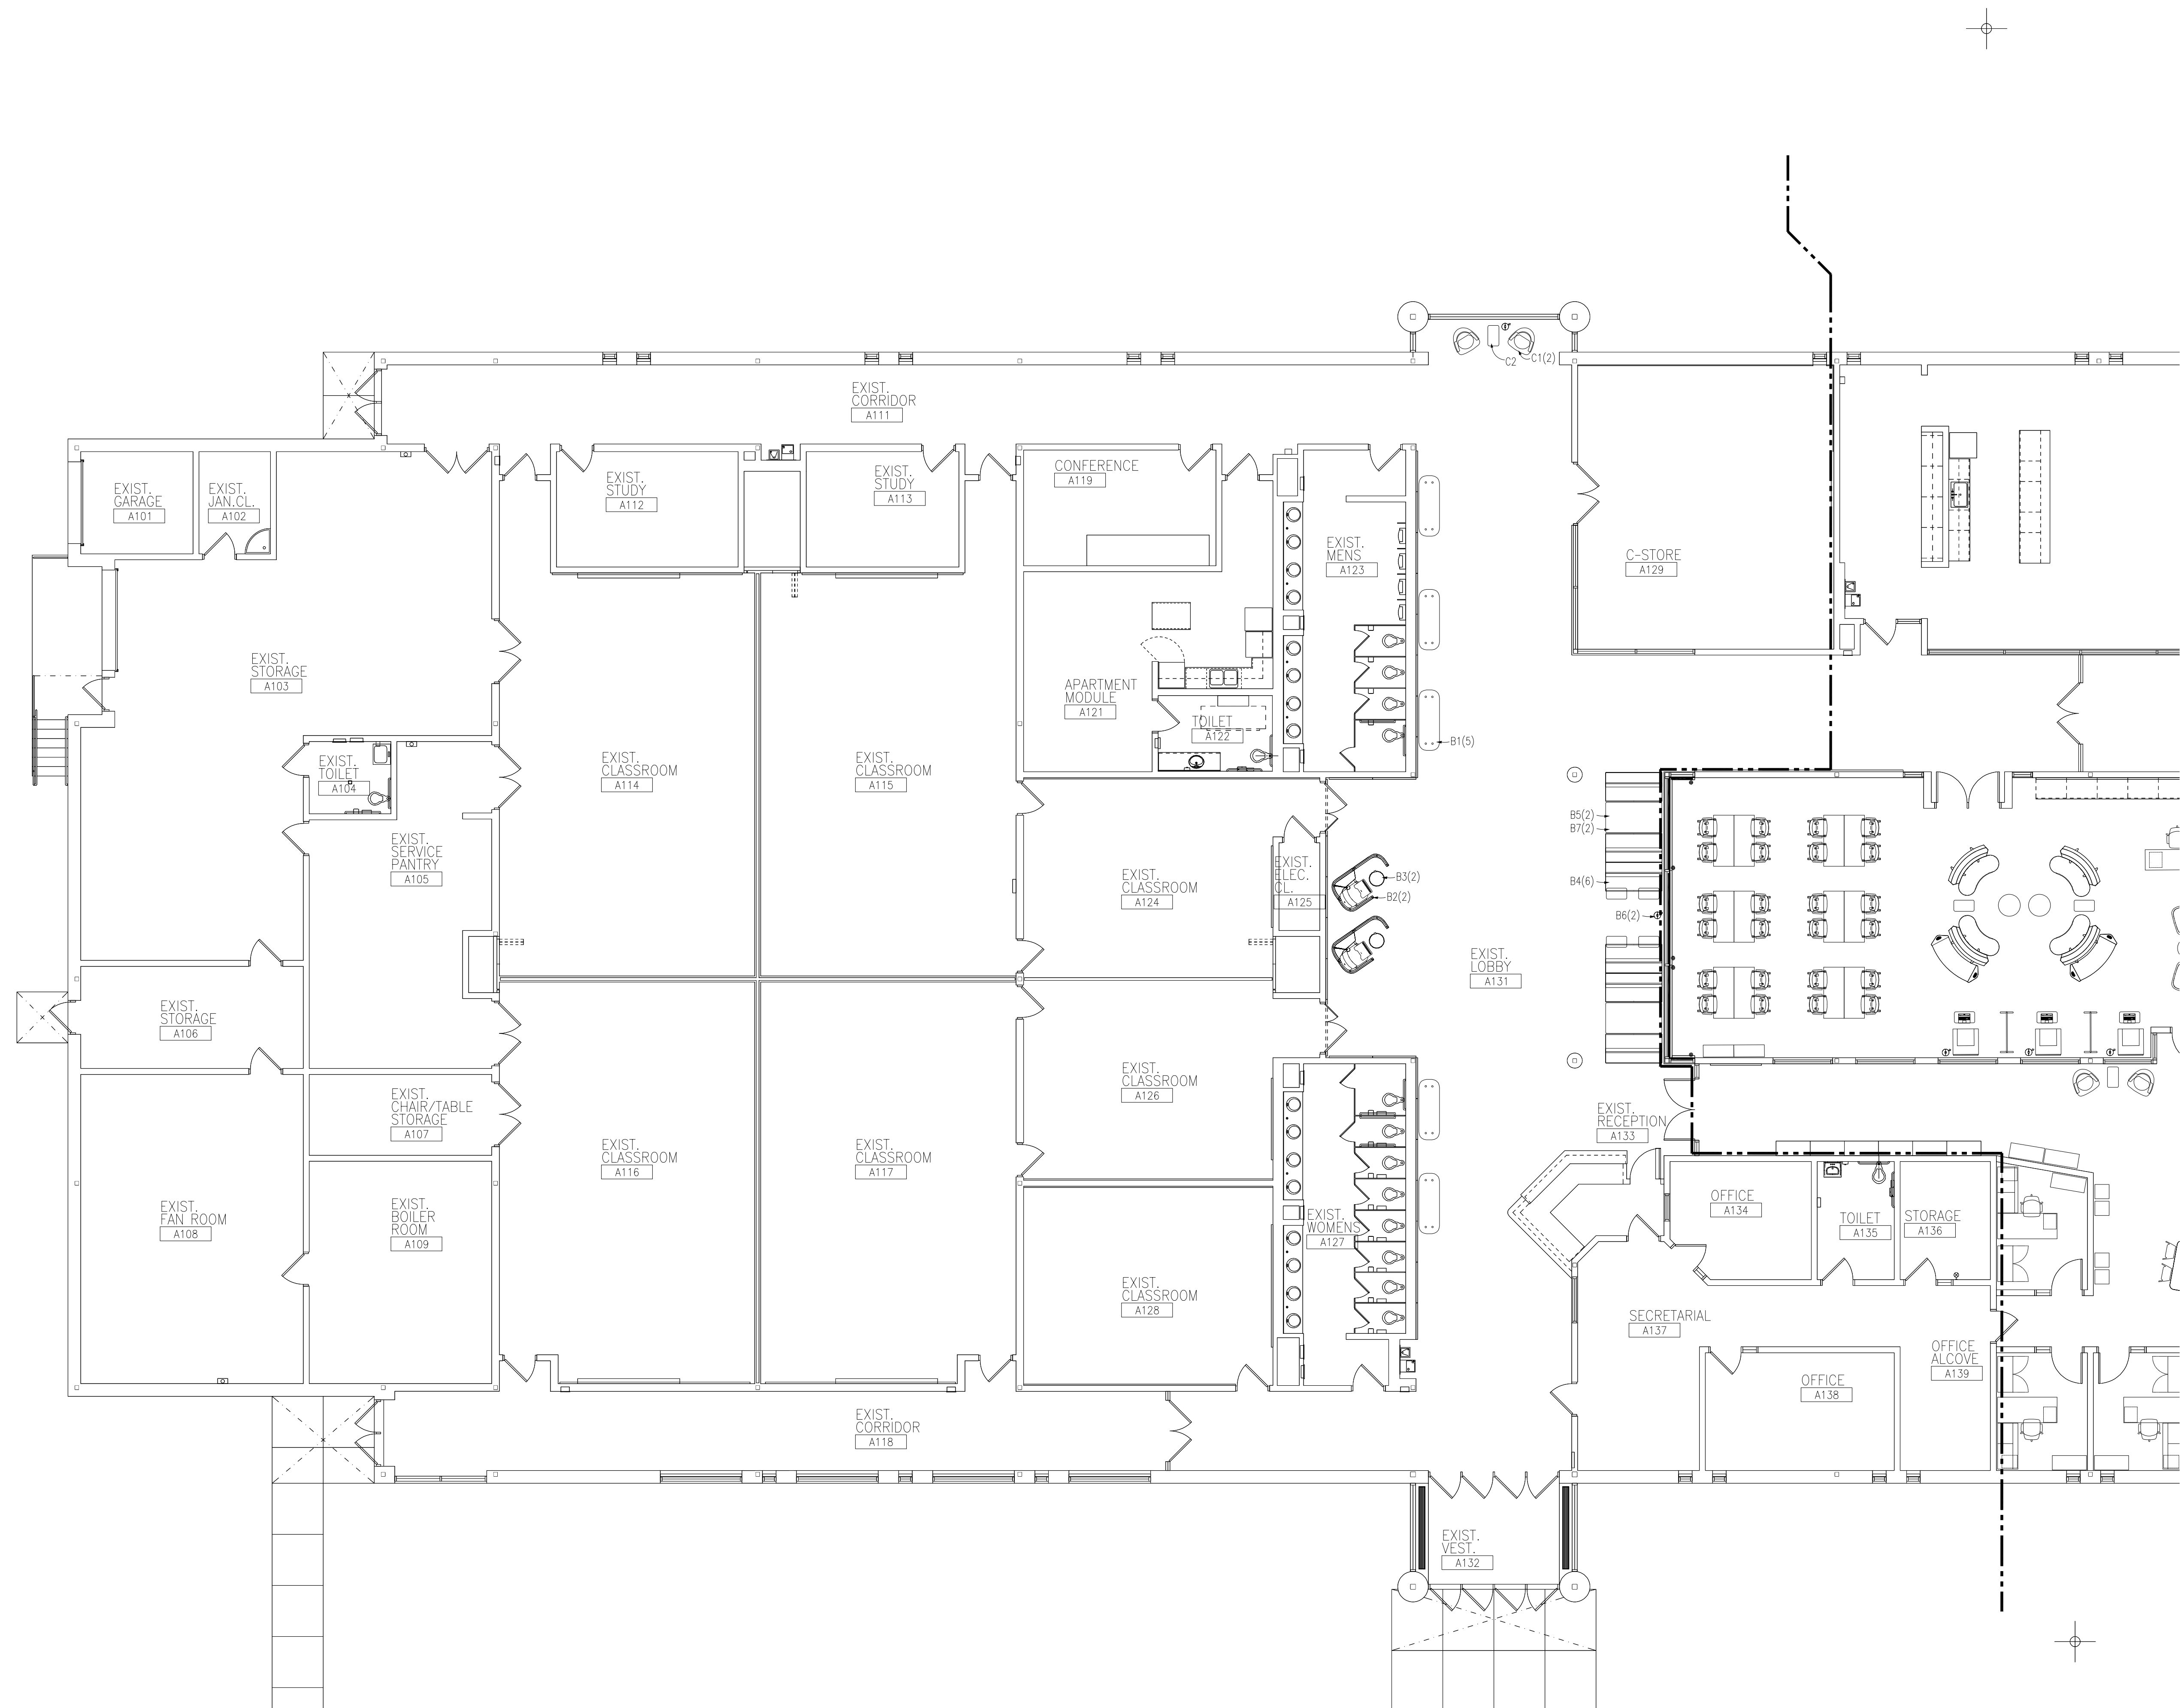 C1(2)
C2
EXIST.
CORRIDOR
A111
EXIST.
GARAGE
A101
EXIST.
JAN.CL.
A102
EXIST.
STUDY
A112
EXIST.
STUDY
A113
CONFERENCE
A119
EXIST.
MENS
A123
C-STORE
A129
EXIST.
STORAGE
A103
APARTMENT
MODULE
A121
TOILET
A122
B1(5)
EXIST.
TOILET
A104
EXIST.
CLASSROOM
A114
EXIST.
CLASSROOM
A115
B5(2)
B7(2)
B4(6)
B6(2)
EXIST.
SERVICE
PANTRY
A105
EXIST.
CLASSROOM
A124
EXIST.
ELEC.
CL.
A125
B3(2)
B2(2)
EXIST.
LOBBY
A131
EXIST.
STORAGE
A106
EXIST.
CHAIR/TABLE
STORAGE
A107
EXIST.
CLASSROOM
A126
EXIST.
RECEPTION
A133
EXIST.
CLASSROOM
A116
EXIST.
CLASSROOM
A117
EXIST.
FAN ROOM
A108
EXIST.
BOILER
ROOM
A109
EXIST.
WOMENS
A127
OFFICE
A134
TOILET
A135
STORAGE
A136
EXIST.
CLASSROOM
A128
SECRETARIAL
A137
OFFICE
ALCOVE
A139
OFFICE
A138
EXIST.
CORRIDOR
A118
EXIST.
VEST.
A132